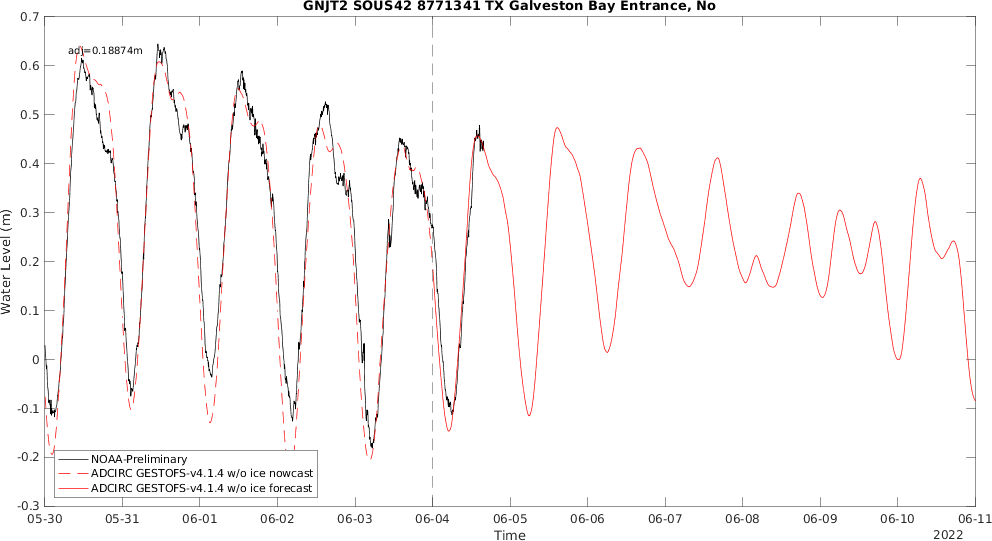 GNJT2 SOUS42 8771341 TX Galveston Bay Entrance, No
0.7
adj=0.18874m
0.6
0.5
0.4
0.3
0.2
0.1
0
-0.1
-0.2
-0.3
Water Level (m)
NOAA-Preliminary
ADCIRC GESTOFS-v4.1.4 w/o ice nowcast
ADCIRC GESTOFS-v4.1.4 w/o ice forecast
05-30 05-31 06-01 06-02 06-03 06-04 06-05 06-06 06-07 06-08 06-09 06-10 06-11
Time
2022